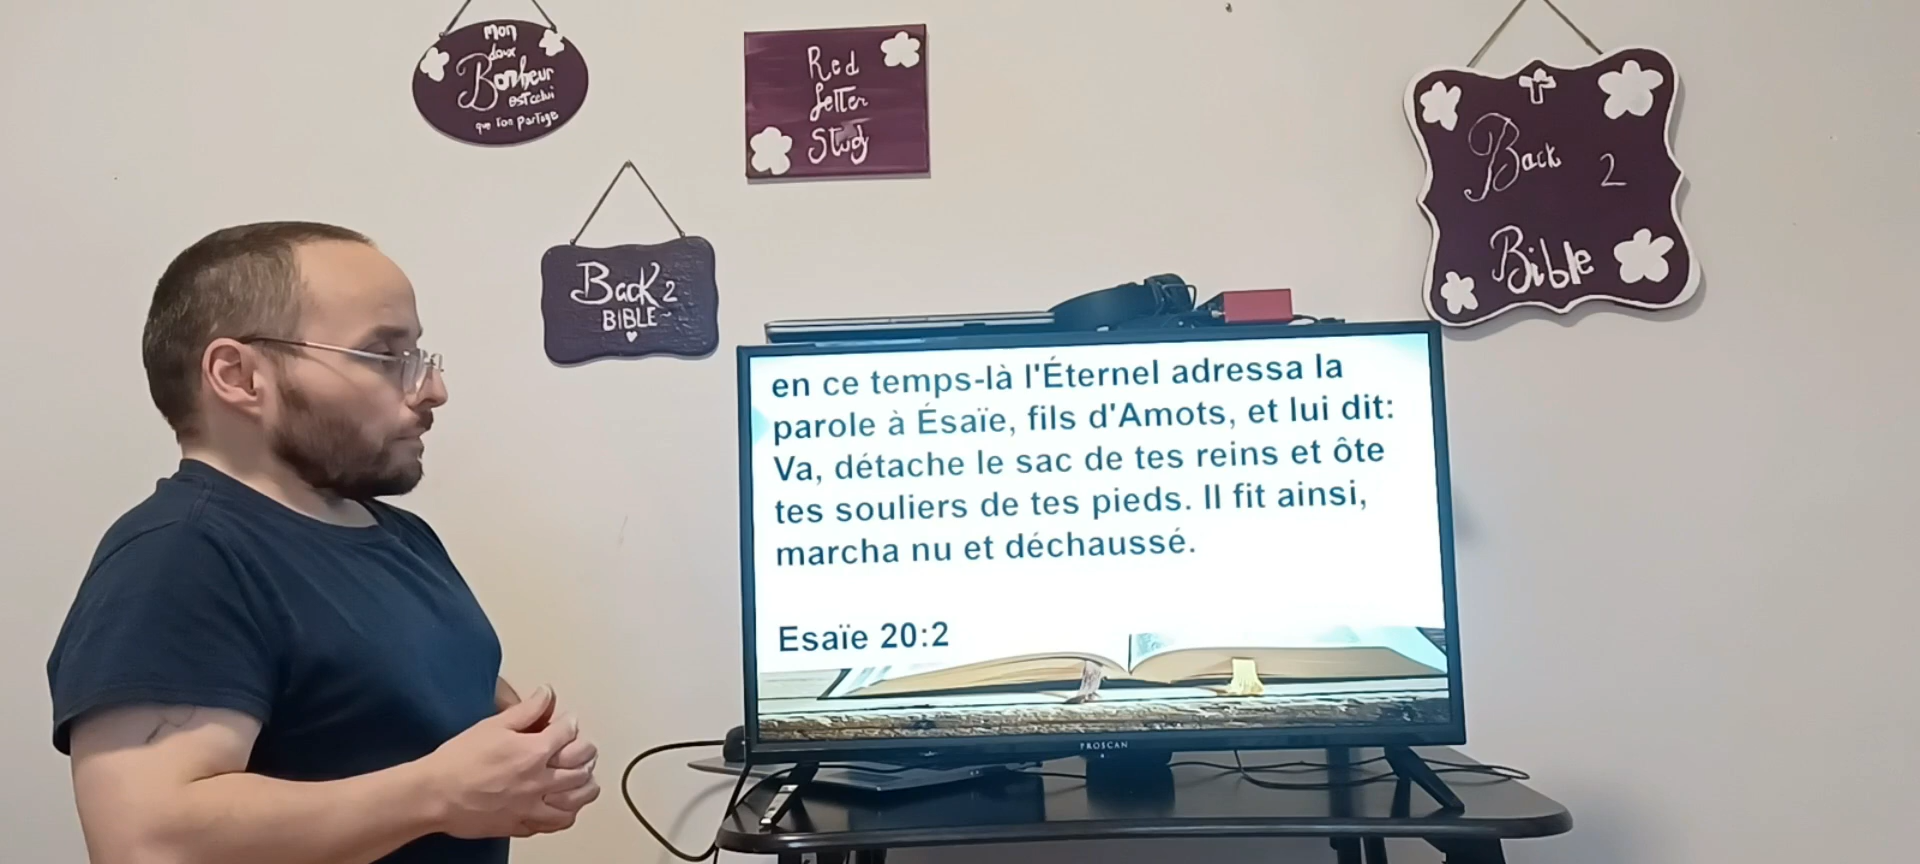 mon
doux
Bonheur
est celui
que l'on partage
Red
Letter
Study
Back 2
BIBLE
Back 2
Bible
en ce temps-là l'Éternel adressa la
parole à Ésaïe, fils d'Amots, et lui dit:
Va, détache le sac de tes reins et ôte
tes souliers de tes pieds. Il fit ainsi,
marcha nu et déchaussé.
Esaïe 20:2
PROSCAN